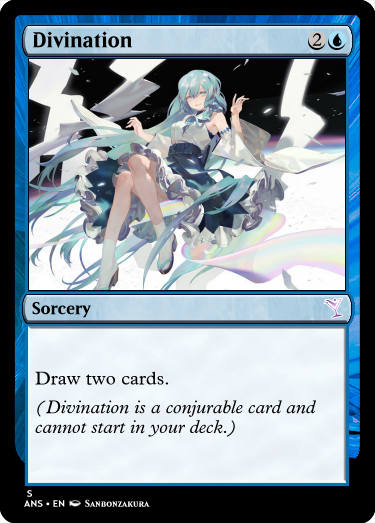 Divination 2
Sorcery
Draw two cards.
(Divination is a conjurable card and
cannot start in your deck.)
S
ANS • EN SANBONZAKURA